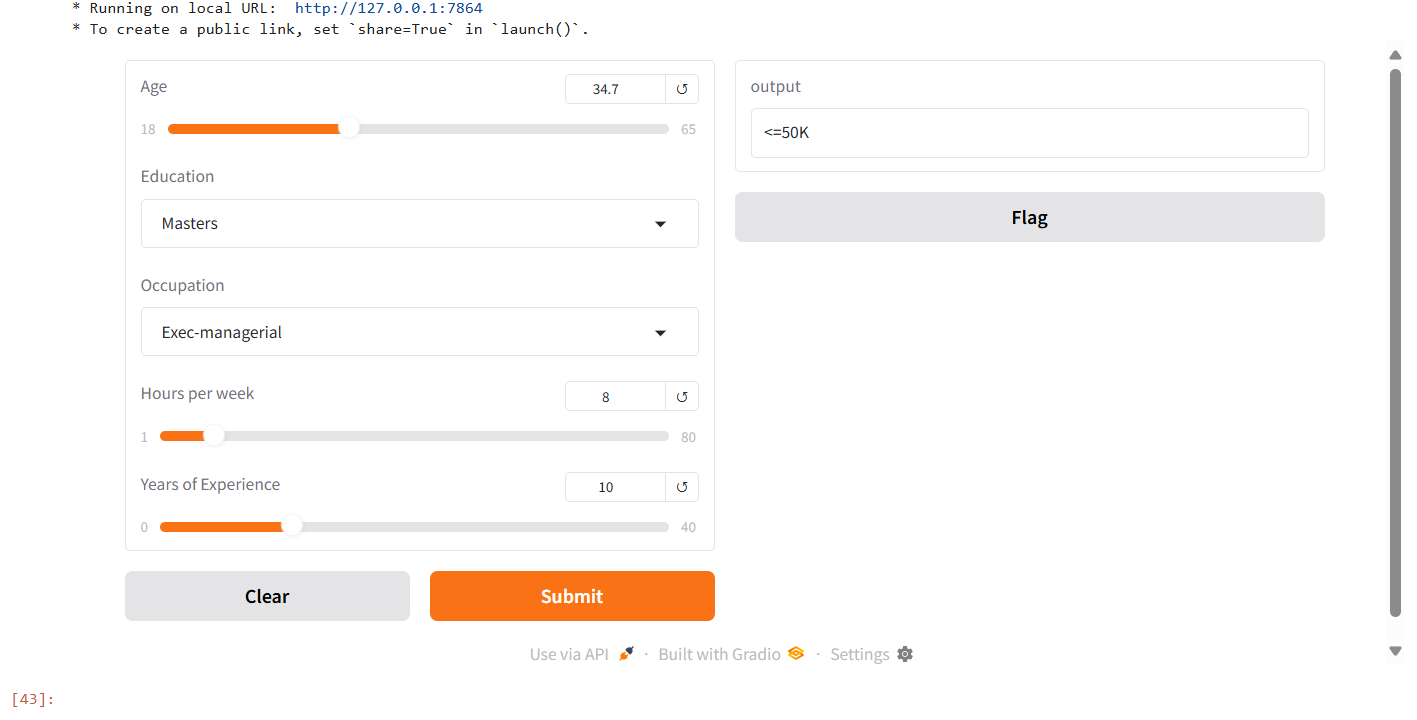 * Running on local URL:  http://127.0.0.1:7864
* To create a public link, set `share=True` in `launch()`.
Age
34.7 ↺
18 65
Education
Masters
Occupation
Exec-managerial
Hours per week
8 ↺
1 80
Years of Experience
10 ↺
0 40
Clear Submit
output
<=50K
Flag
Use via API · Built with Gradio · Settings
[43]: